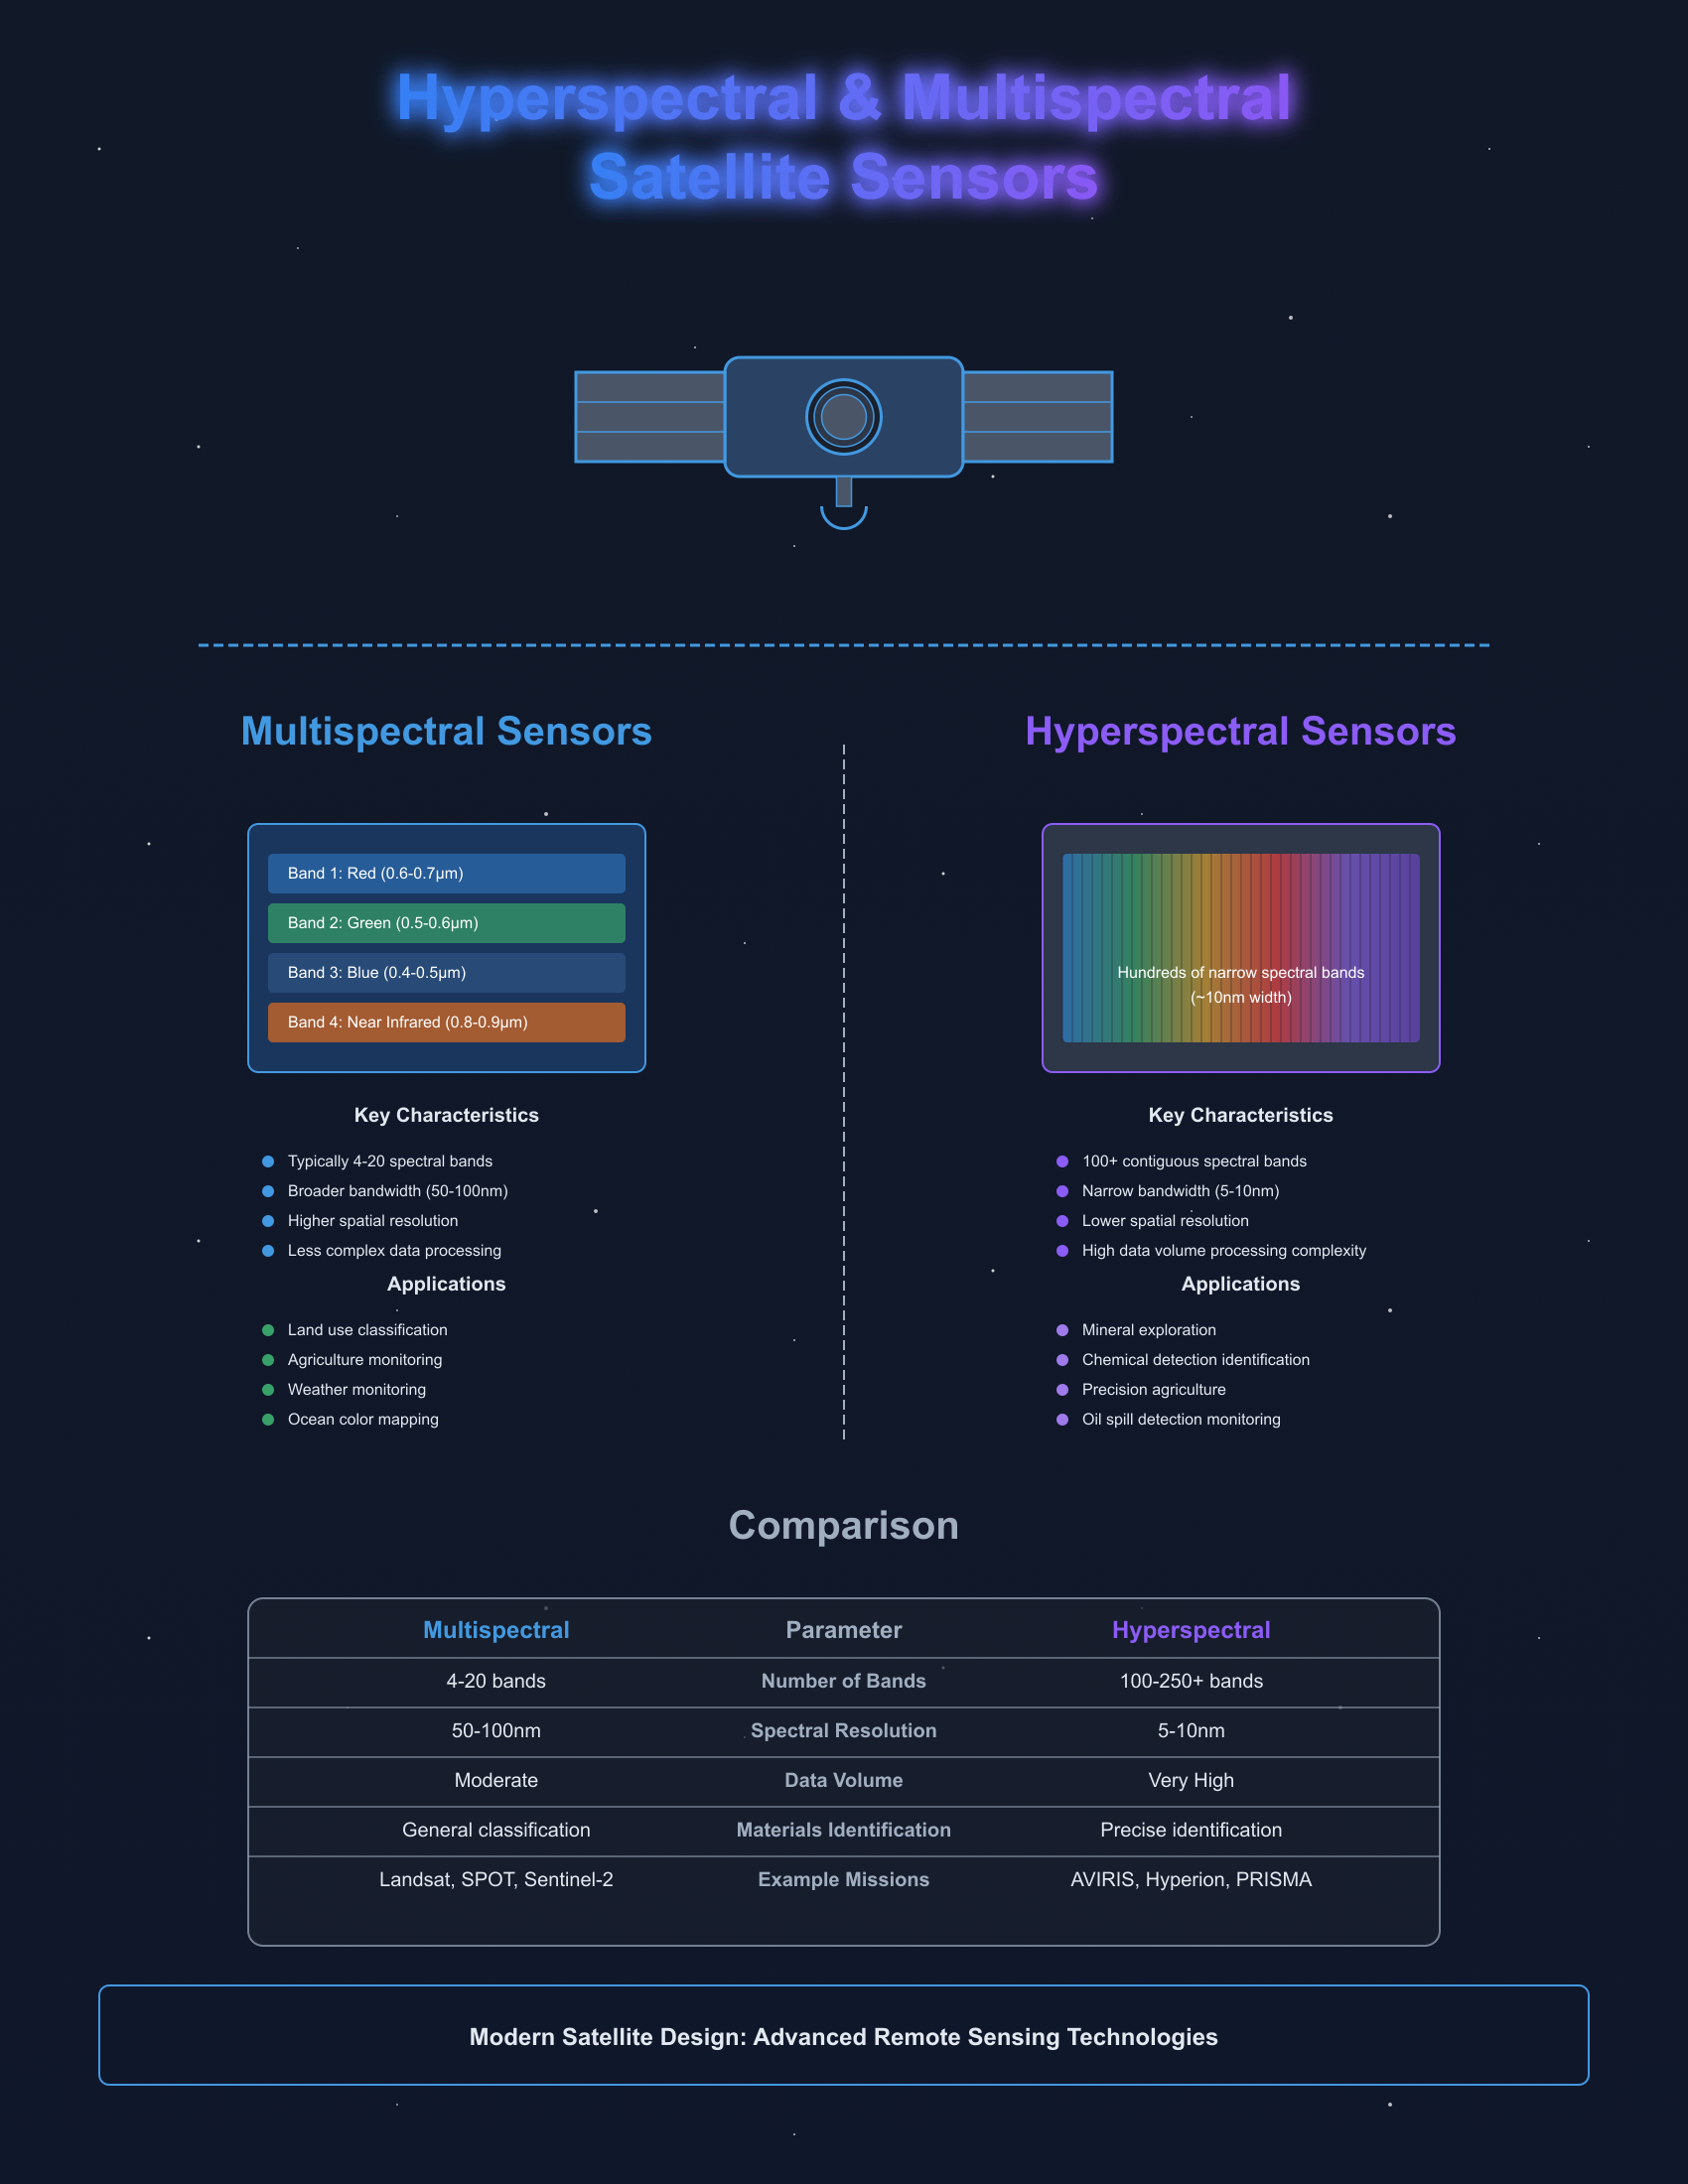 Hyperspectral & Multispectral
Satellite Sensors
Multispectral Sensors
Band 1: Red (0.6-0.7μm)
Band 2: Green (0.5-0.6μm)
Band 3: Blue (0.4-0.5μm)
Band 4: Near Infrared (0.8-0.9μm)
Key Characteristics
Typically 4-20 spectral bands
Broader bandwidth (50-100nm)
Higher spatial resolution
Less complex data processing
Applications
Land use classification
Agriculture monitoring
Weather monitoring
Ocean color mapping
Hyperspectral Sensors
Hundreds of narrow spectral bands
(~10nm width)
Key Characteristics
100+ contiguous spectral bands
Narrow bandwidth (5-10nm)
Lower spatial resolution
High data volume processing complexity
Applications
Mineral exploration
Chemical detection identification
Precision agriculture
Oil spill detection monitoring
Comparison
Multispectral Parameter Hyperspectral
4-20 bands Number of Bands 100-250+ bands
50-100nm Spectral Resolution 5-10nm
Moderate Data Volume Very High
General classification Materials Identification Precise identification
Landsat, SPOT, Sentinel-2 Example Missions AVIRIS, Hyperion, PRISMA
Modern Satellite Design: Advanced Remote Sensing Technologies